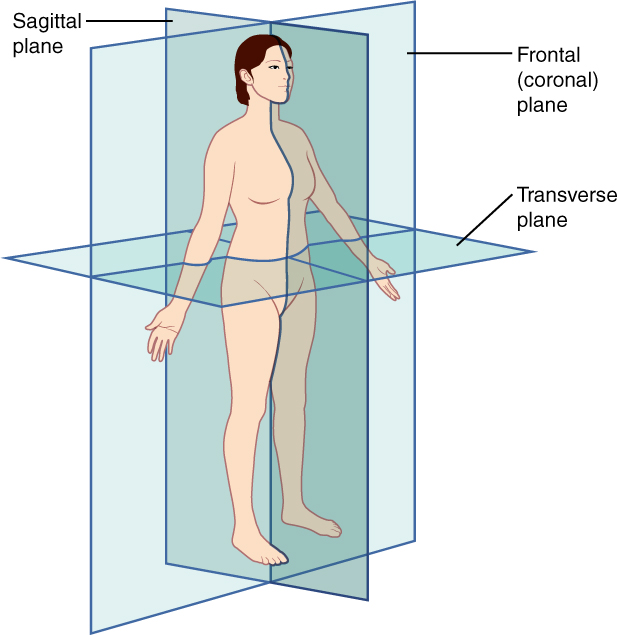 Sagittal
plane
Frontal
(coronal)
plane
Transverse
plane